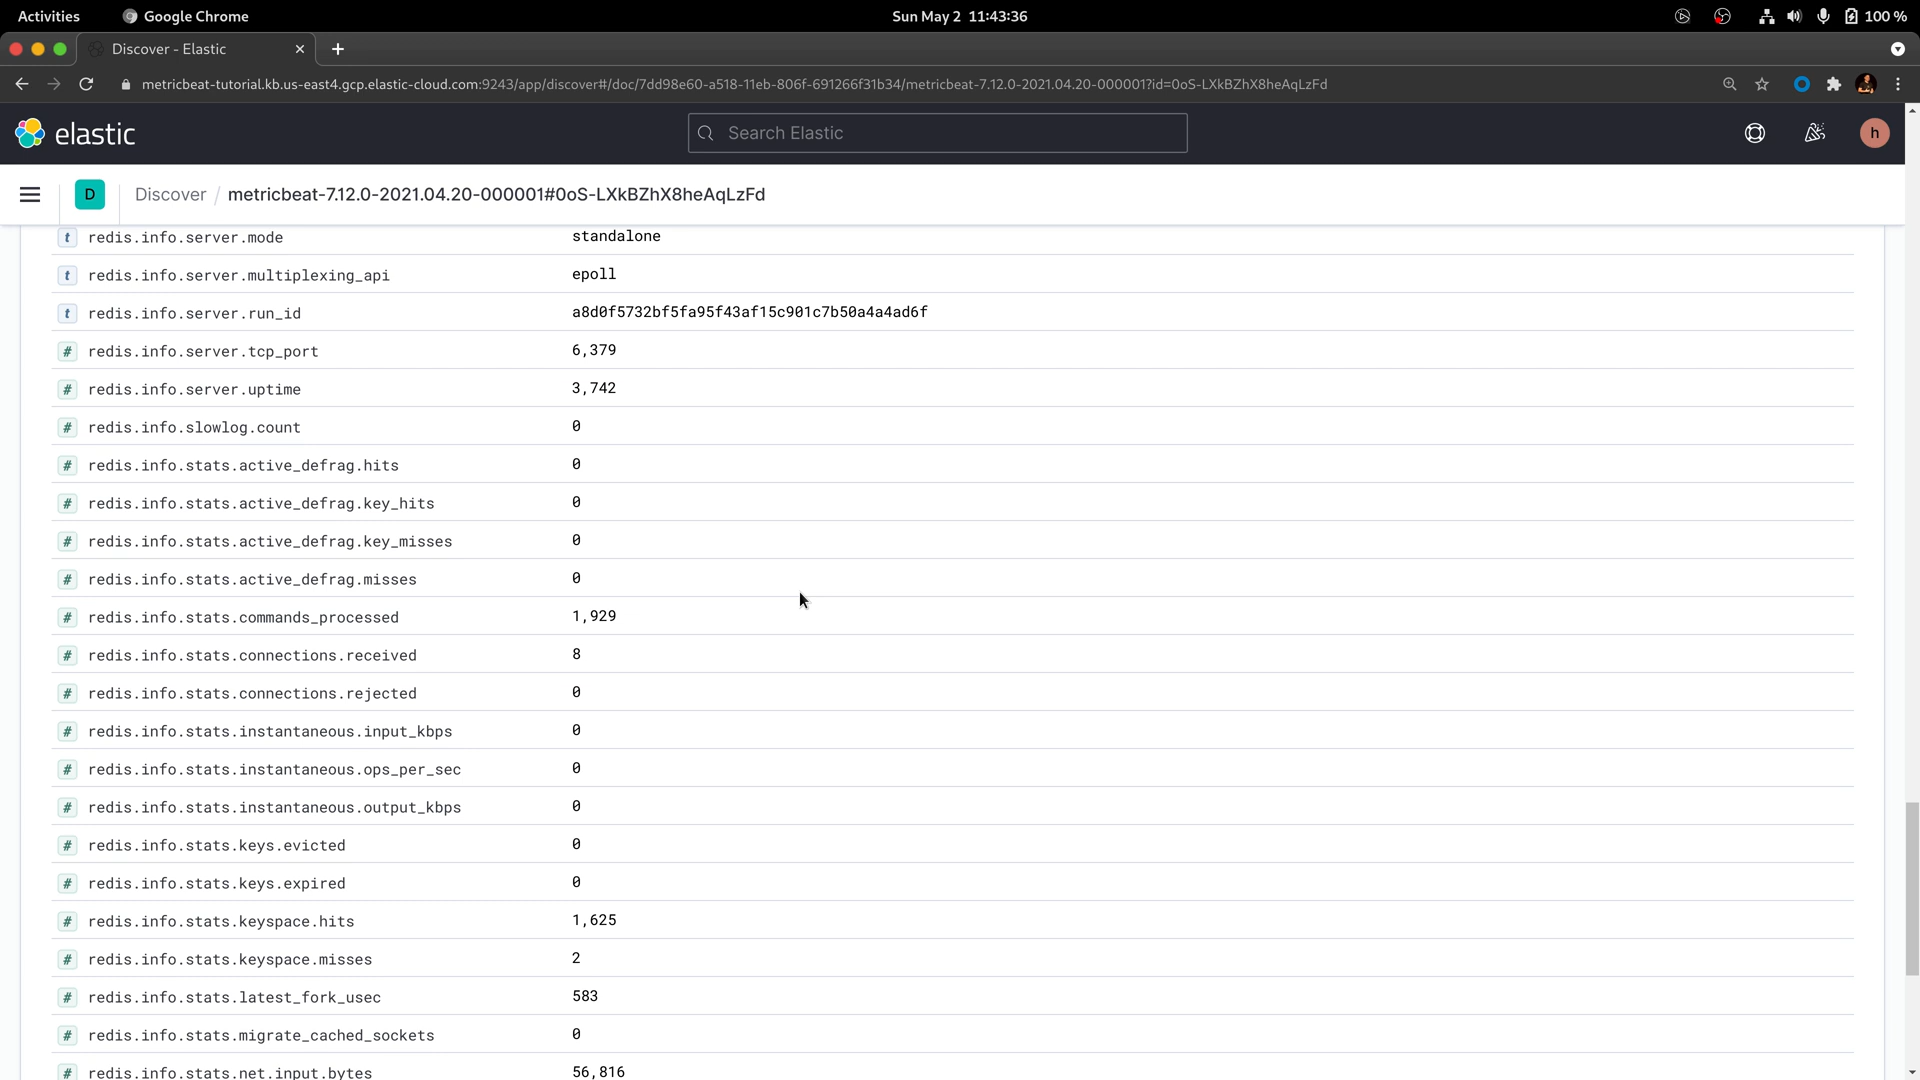 Activities Google Chrome Sun May 2 11:43:36 100 %
Discover - Elastic
metricbeat-tutorial.kb.us-east4.gcp.elastic-cloud.com:9243/app/discover#/doc/7dd98e60-a518-11eb-806f-691266f31b34/metricbeat-7.12.0-2021.04.20-000001?id=0oS-LXkBZhX8heAqLzFd
elastic Search Elastic h
D Discover / metricbeat-7.12.0-2021.04.20-000001#0oS-LXkBZhX8heAqLzFd
t redis.info.server.mode standalone
t redis.info.server.multiplexing_api epoll
t redis.info.server.run_id a8d0f5732bf5fa95f43af15c901c7b50a4a4ad6f
# redis.info.server.tcp_port 6,379
# redis.info.server.uptime 3,742
# redis.info.slowlog.count 0
# redis.info.stats.active_defrag.hits 0
# redis.info.stats.active_defrag.key_hits 0
# redis.info.stats.active_defrag.key_misses 0
# redis.info.stats.active_defrag.misses 0
# redis.info.stats.commands_processed 1,929
# redis.info.stats.connections.received 8
# redis.info.stats.connections.rejected 0
# redis.info.stats.instantaneous.input_kbps 0
# redis.info.stats.instantaneous.ops_per_sec 0
# redis.info.stats.instantaneous.output_kbps 0
# redis.info.stats.keys.evicted 0
# redis.info.stats.keys.expired 0
# redis.info.stats.keyspace.hits 1,625
# redis.info.stats.keyspace.misses 2
# redis.info.stats.latest_fork_usec 583
# redis.info.stats.migrate_cached_sockets 0
# redis.info.stats.net.input.bytes 56,816